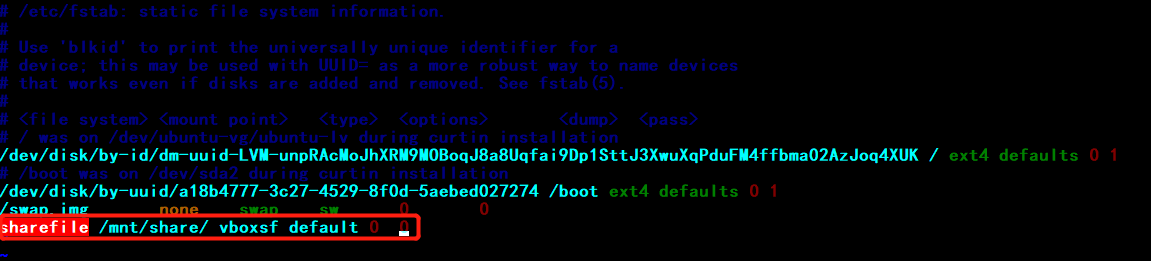 # /etc/fstab: static file system information.
#
# Use 'blkid' to print the universally unique identifier for a
# device; this may be used with UUID= as a more robust way to name devices
# that works even if disks are added and removed. See fstab(5).
#
# <file system> <mount point>   <type>  <options>       <dump>  <pass>
# / was on /dev/ubuntu-vg/ubuntu-lv during curtin installation
/dev/disk/by-id/dm-uuid-LVM-unpRAcMoJhXRM9MOBoqJ8a8Uqfai9Dp1SttJ3XwuXqPduFM4ffbma02AzJoq4XUK / ext4 defaults 0 1
# /boot was on /dev/sda2 during curtin installation
/dev/disk/by-uuid/a18b4777-3c27-4529-8f0d-5aebed027274 /boot ext4 defaults 0 1
/swap.img       none    swap    sw      0       0
sharefile /mnt/share/ vboxsf default 0  0
~